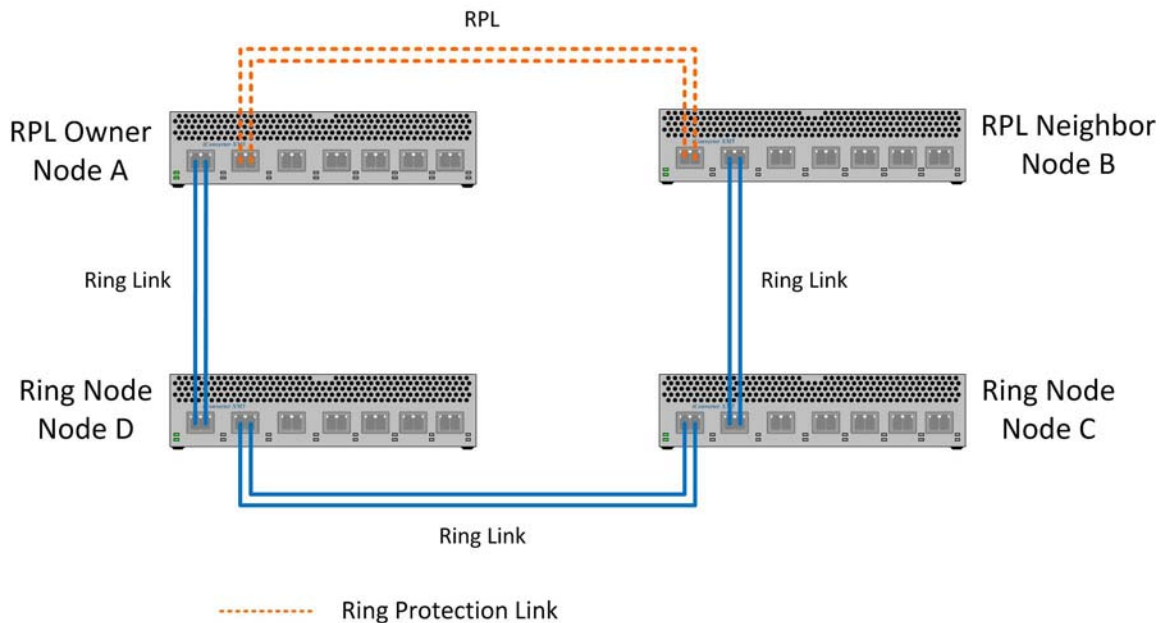 RPL
RPL Owner
Node A
RPL Neighbor
Node B
Ring Link
Ring Link
Ring Node
Node D
Ring Node
Node C
Ring Link
Ring Protection Link